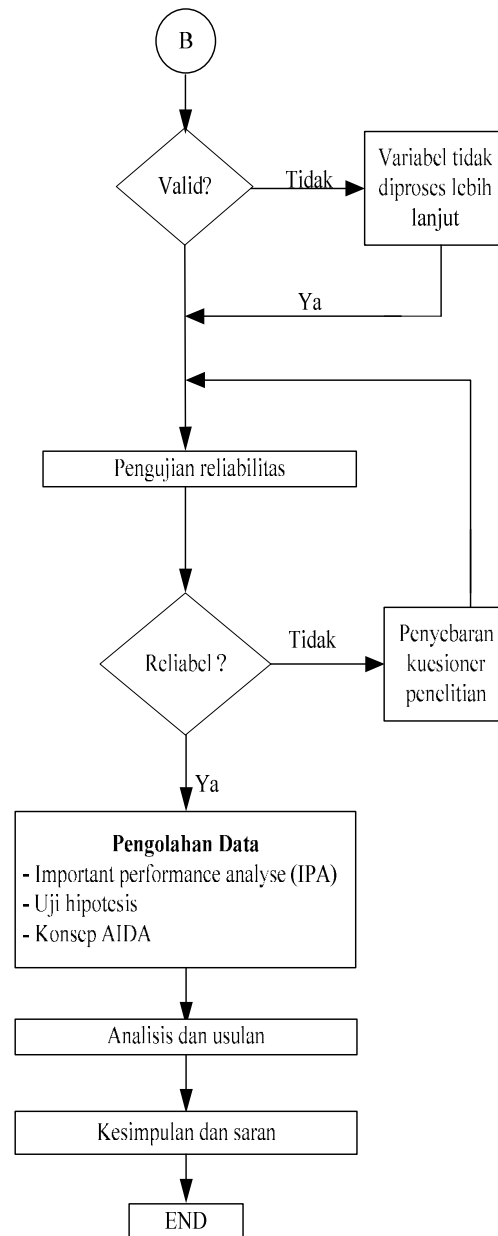 B
Valid?
Tidak
Variabel tidak
diproses lebih
lanjut
Ya
Pengujian reliabilitas
Reliabel ?
Tidak
Penyebaran
kuesioner
penelitian
Ya
Pengolahan Data
- Important performance analyse (IPA)
- Uji hipotesis
- Konsep AIDA
Analisis dan usulan
Kesimpulan dan saran
END